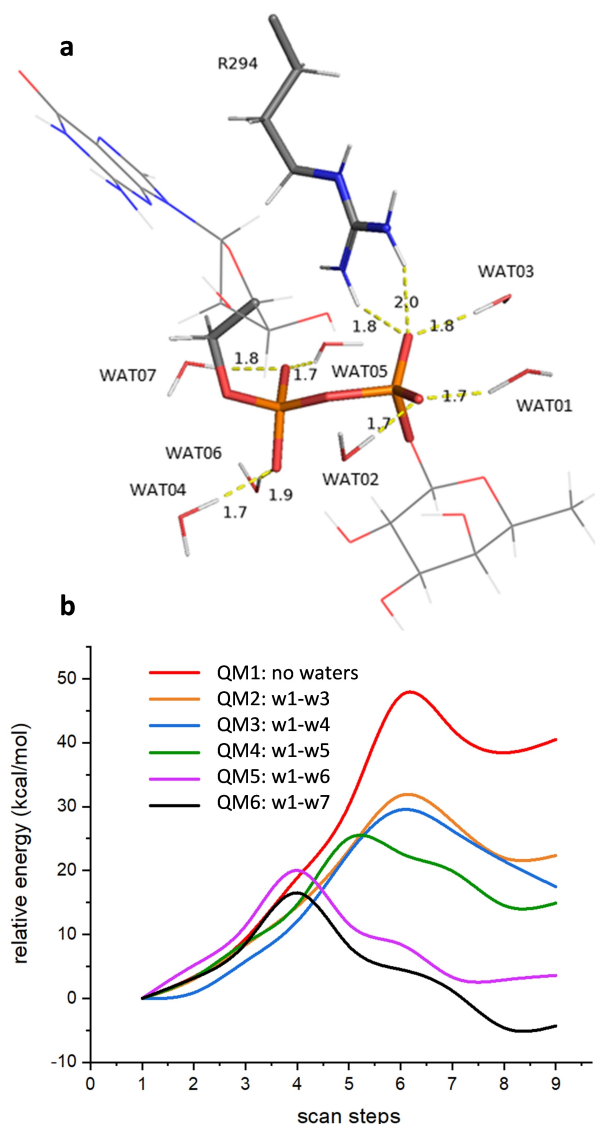 a
R294
WAT03
2.0
1.8
1.8
1.8
1.7
WAT05
WAT07
1.7
WAT01
1.7
WAT06
WAT02
WAT04
1.9
1.7
b
50
40
30
20
10
0
-10
relative energy (kcal/mol)
QM1: no waters
QM2: w1-w3
QM3: w1-w4
QM4: w1-w5
QM5: w1-w6
QM6: w1-w7
0 1 2 3 4 5 6 7 8 9
scan steps